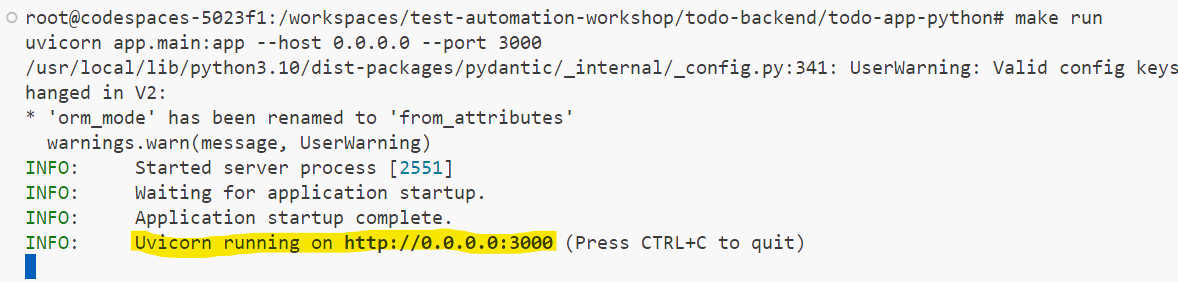 root@codespaces-5023f1:/workspaces/test-automation-workshop/todo-backend/todo-app-python# make run
uvicorn app.main:app --host 0.0.0.0 --port 3000
/usr/local/lib/python3.10/dist-packages/pydantic/_internal/_config.py:341: UserWarning: Valid config keys
hanged in V2:
* 'orm_mode' has been renamed to 'from_attributes'
  warnings.warn(message, UserWarning)
INFO:     Started server process [2551]
INFO:     Waiting for application startup.
INFO:     Application startup complete.
INFO:     Uvicorn running on http://0.0.0.0:3000 (Press CTRL+C to quit)